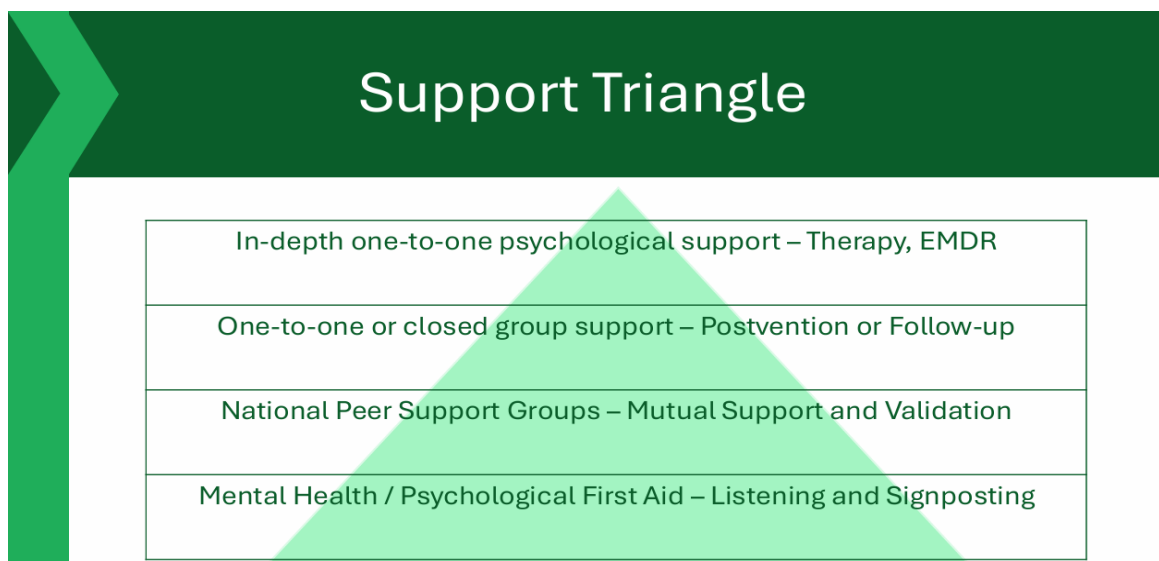 Support Triangle
In-depth one-to-one psychological support – Therapy, EMDR
One-to-one or closed group support – Postvention or Follow-up
National Peer Support Groups – Mutual Support and Validation
Mental Health / Psychological First Aid – Listening and Signposting